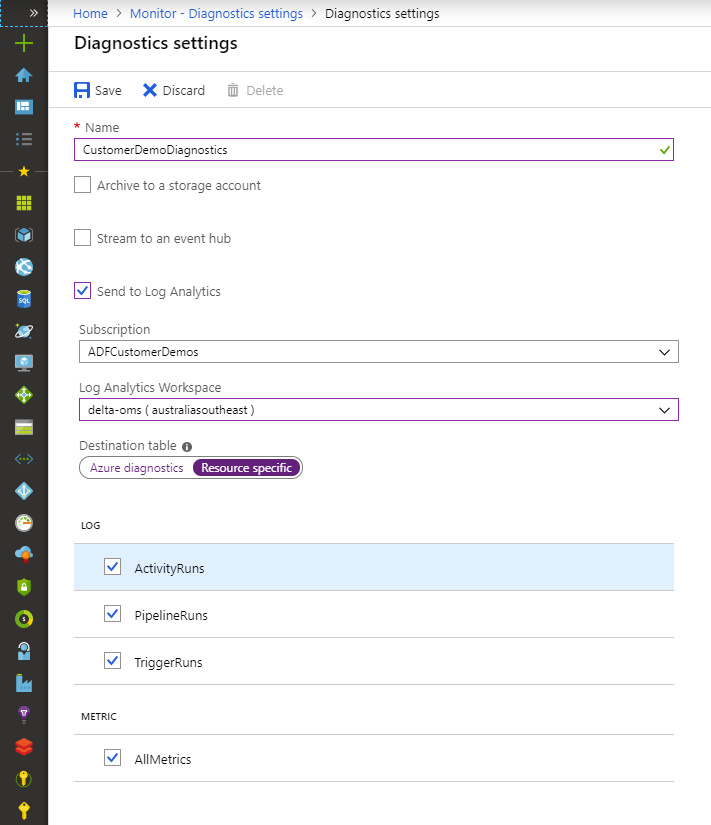 » Home > Monitor - Diagnostics settings > Diagnostics settings
Diagnostics settings
Save Discard Delete
* Name
CustomerDemoDiagnostics
Archive to a storage account
Stream to an event hub
Send to Log Analytics
Subscription
ADFCustomerDemos
Log Analytics Workspace
delta-oms ( australiasoutheast )
Destination table
Azure diagnostics Resource specific
LOG
ActivityRuns
PipelineRuns
TriggerRuns
METRIC
AllMetrics
SQL